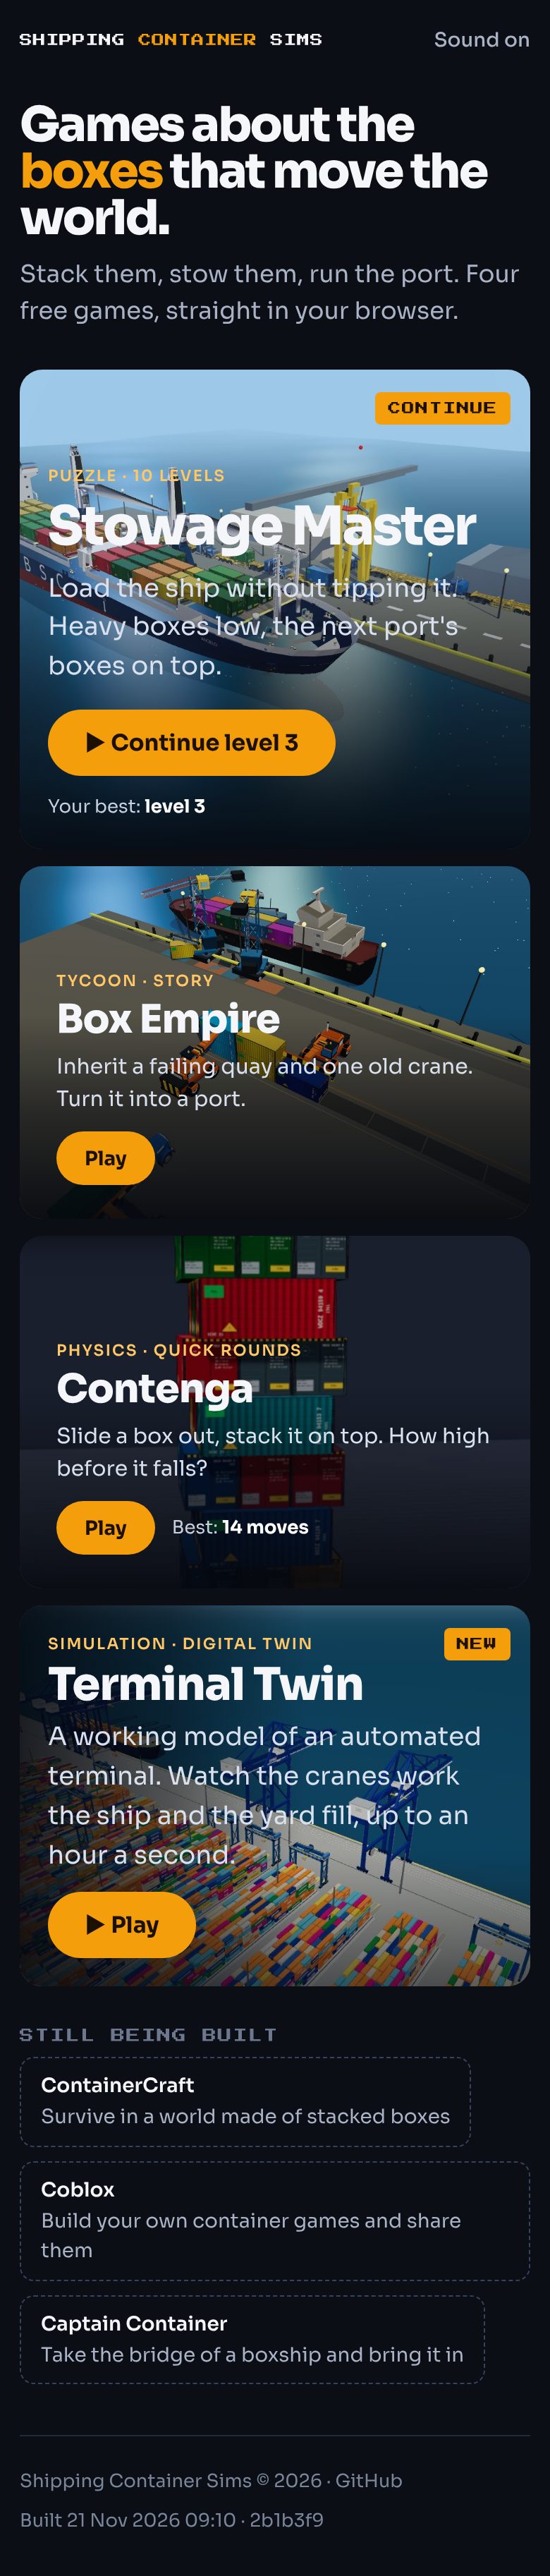 SHIPPING CONTAINER SIMS
Sound on
Games about the
boxes that move the
world.
Stack them, stow them, run the port. Four
free games, straight in your browser.
CONTINUE
PUZZLE · 10 LEVELS
Stowage Master
Load the ship without tipping it.
Heavy boxes low, the next port's
boxes on top.
▶ Continue level 3
Your best: level 3
TYCOON · STORY
Box Empire
Inherit a failing quay and one old crane.
Turn it into a port.
Play
PHYSICS · QUICK ROUNDS
Contenga
Slide a box out, stack it on top. How high
before it falls?
Play
Best: 14 moves
SIMULATION · DIGITAL TWIN
NEW
Terminal Twin
A working model of an automated
terminal. Watch the cranes work
the ship and the yard fill, up to an
hour a second.
▶ Play
STILL BEING BUILT
ContainerCraft
Survive in a world made of stacked boxes
Coblox
Build your own container games and share
them
Captain Container
Take the bridge of a boxship and bring it in
Shipping Container Sims © 2026 · GitHub
Built 21 Nov 2026 09:10 · 2b1b3f9